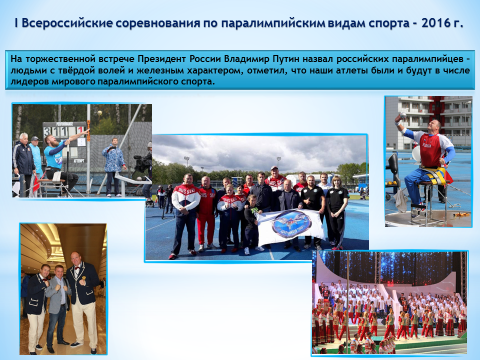 I Всероссийские соревнования по паралимпийским видам спорта - 2016 г.
На торжественной встрече Президент России Владимир Путин назвал российских паралимпийцев -
людьми с твёрдой волей и железным характером, отметил, что наши атлеты были и будут в числе
лидеров мирового паралимпийского спорта.